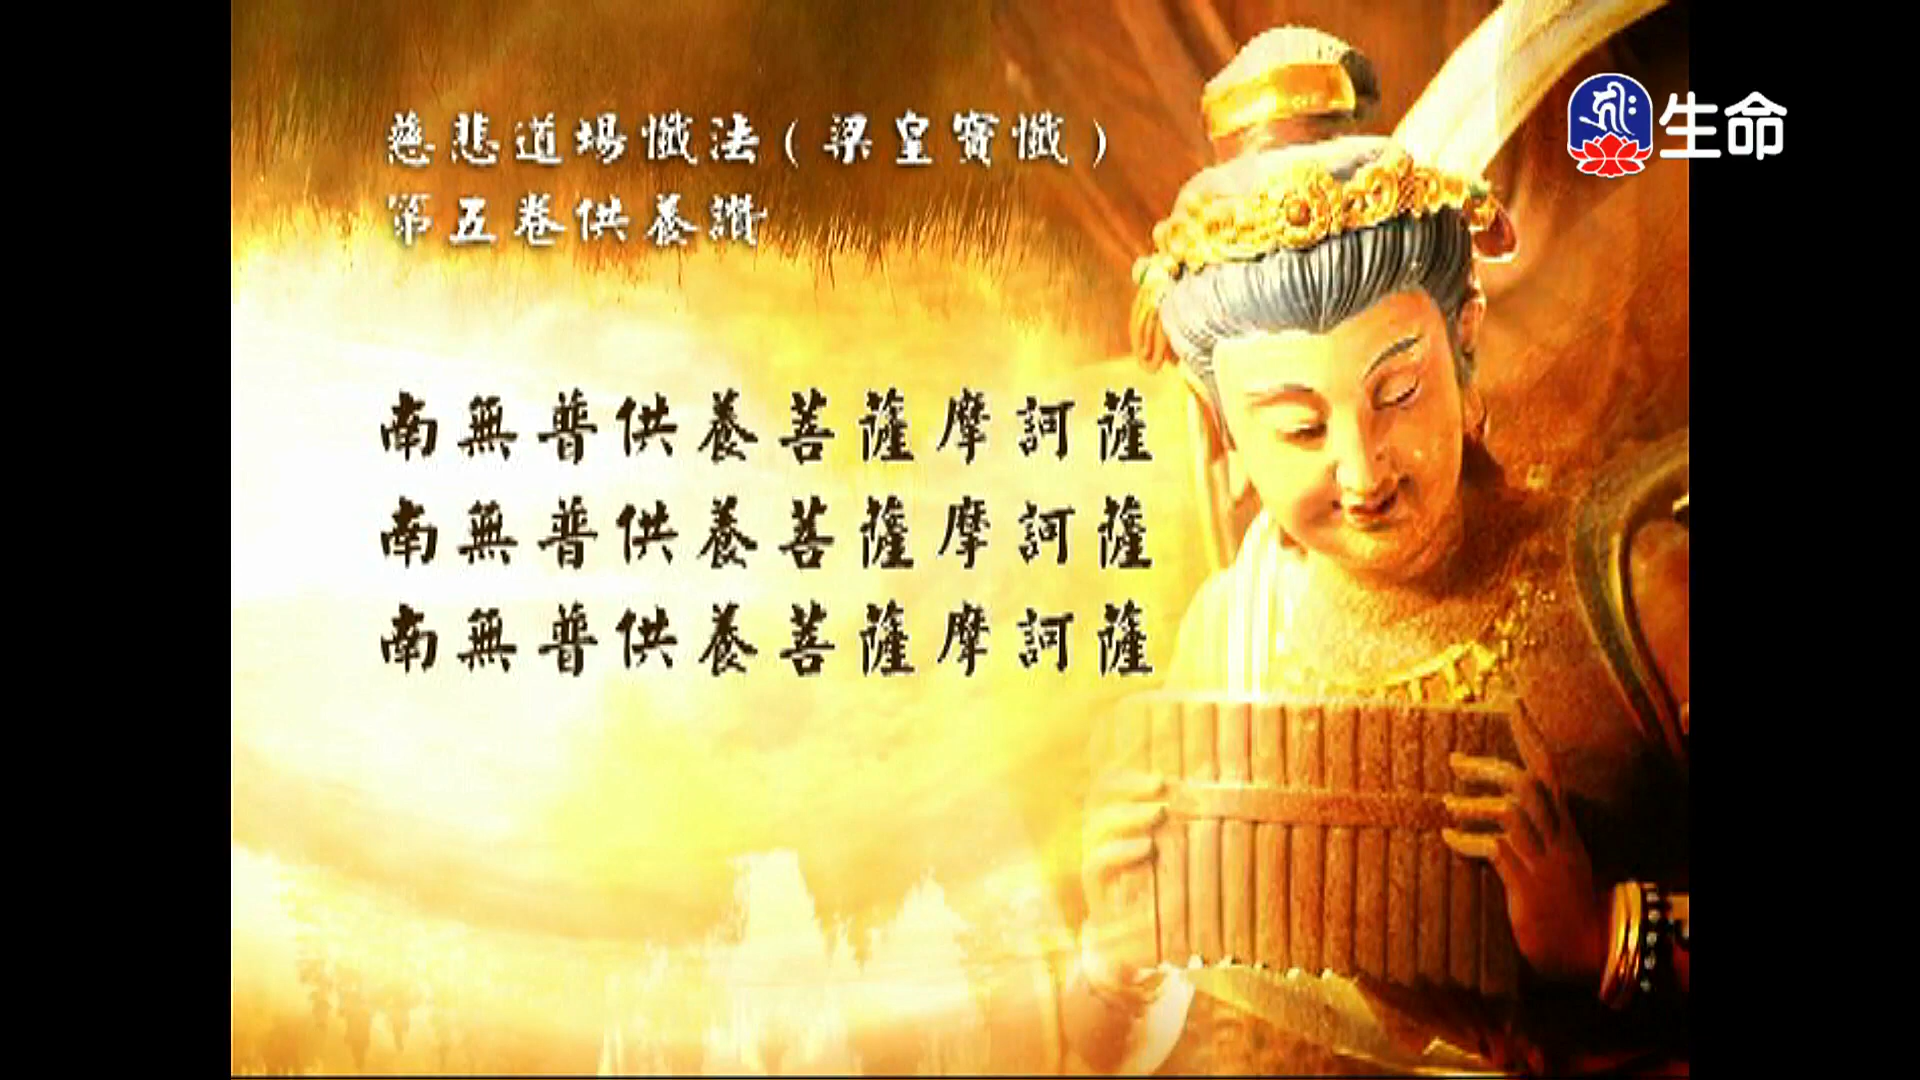 慈悲道場懺法(梁皇寶懺)
第五卷供養讚
生命
南無普供養菩薩摩訶薩
南無普供養菩薩摩訶薩
南無普供養菩薩摩訶薩